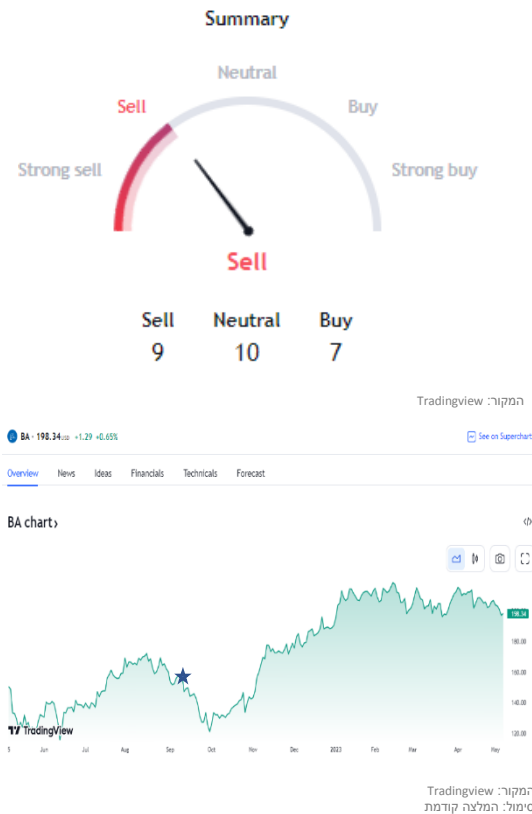 Summary
Neutral
Sell
Buy
Strong sell
Strong buy
Sell
Sell Neutral Buy
9 10 7
המקור: Tradingview
BA · 198.34 USD +1.29 +0.65%
See on Superchart
Overview News Ideas Financials Technicals Forecast
BA chart ›
198.34
180.00
160.00
140.00
120.00
TradingView
5 Jun Jul Aug Sep Oct Nov Dec 2023 Feb Mar Apr May
המקור: Tradingview
סימול: המלצה קודמת